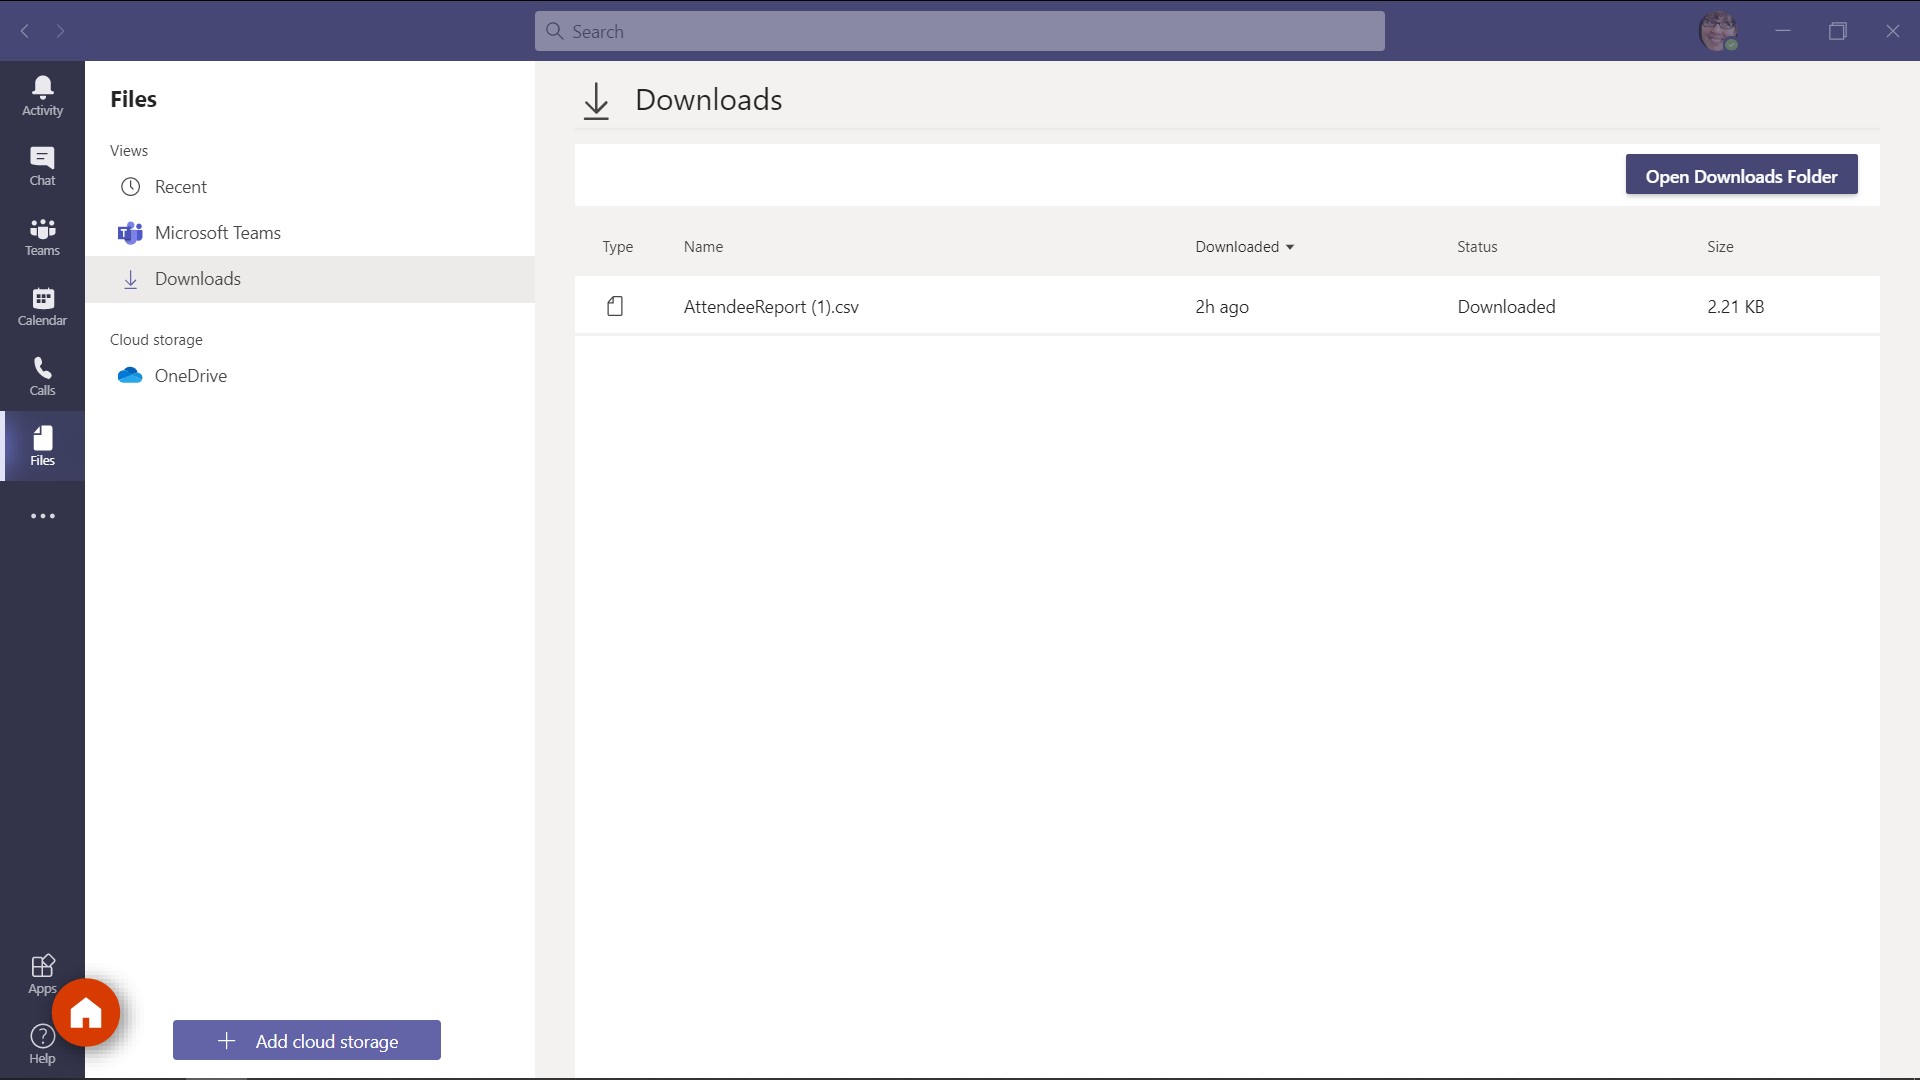 Search
Activity
Chat
Teams
Calendar
Calls
Files
Apps
Help
Files
Views
Recent
Microsoft Teams
Downloads
Cloud storage
OneDrive
Add cloud storage
Downloads
Open Downloads Folder
Type Name Downloaded Status Size
AttendeeReport (1).csv 2h ago Downloaded 2.21 KB